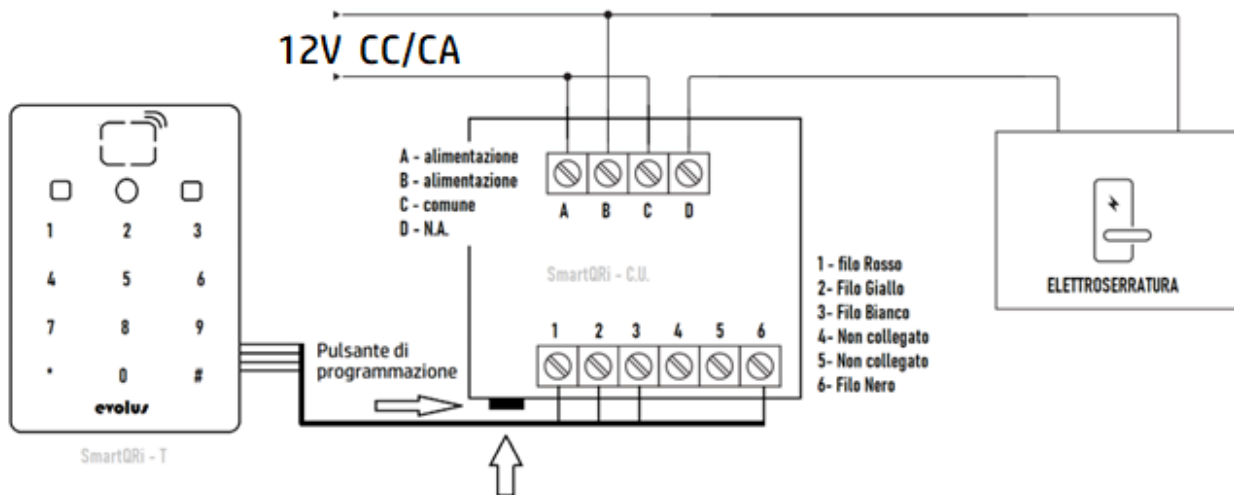 12V CC/CA
A - alimentazione
B - alimentazione
C - comune
D - N.A.
A B C D
SmartQRi - C.U.
1 - filo Rosso
2- Filo Giallo
3- Filo Bianco
4- Non collegato
5- Non collegato
6- Filo Nero
ELETTROSERRATURA
1 2 3
4 5 6
7 8 9
* 0 #
evolus
SmartQRi - T
Pulsante di
programmazione
1 2 3 4 5 6